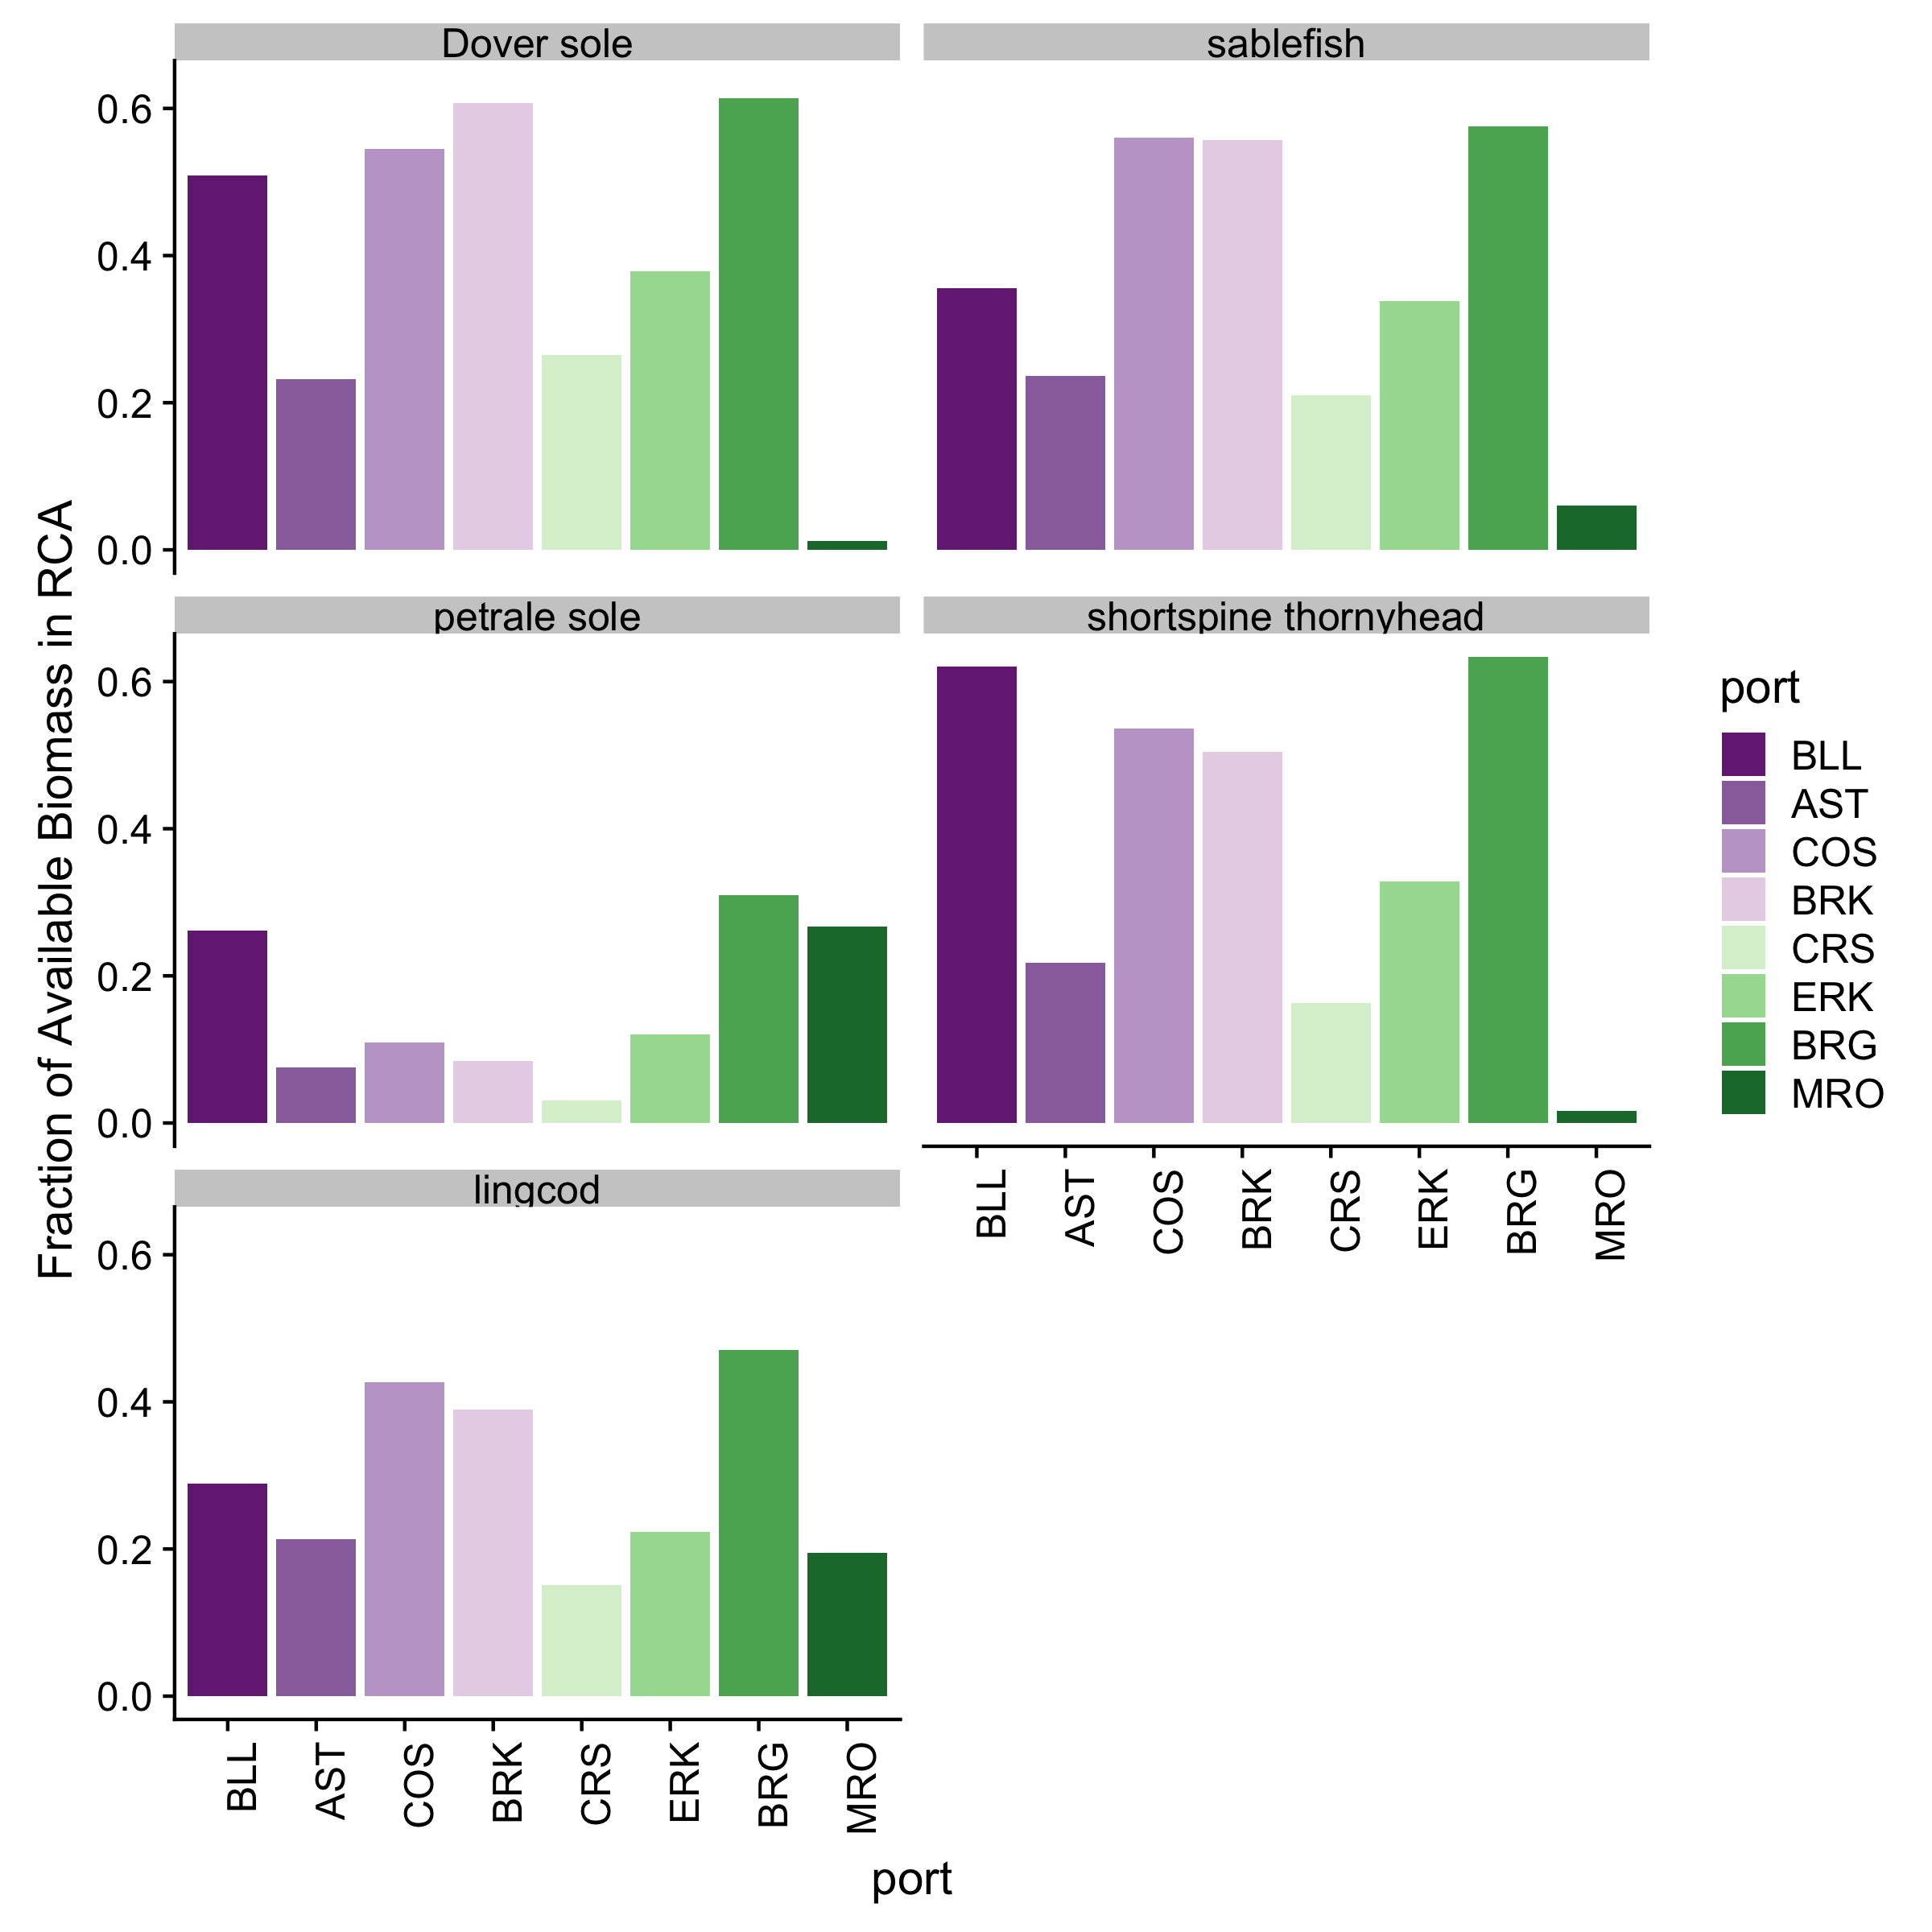 Dover sole
sablefish
0.6
0.4
0.2
0.0
petrale sole
shortspine thornyhead
0.6
0.4
0.2
0.0
BLL
AST
COS
BRK
CRS
ERK
BRG
MRO
lingcod
0.6
0.4
0.2
0.0
BLL
AST
COS
BRK
CRS
ERK
BRG
MRO
port
Fraction of Available Biomass in RCA
port
BLL
AST
COS
BRK
CRS
ERK
BRG
MRO